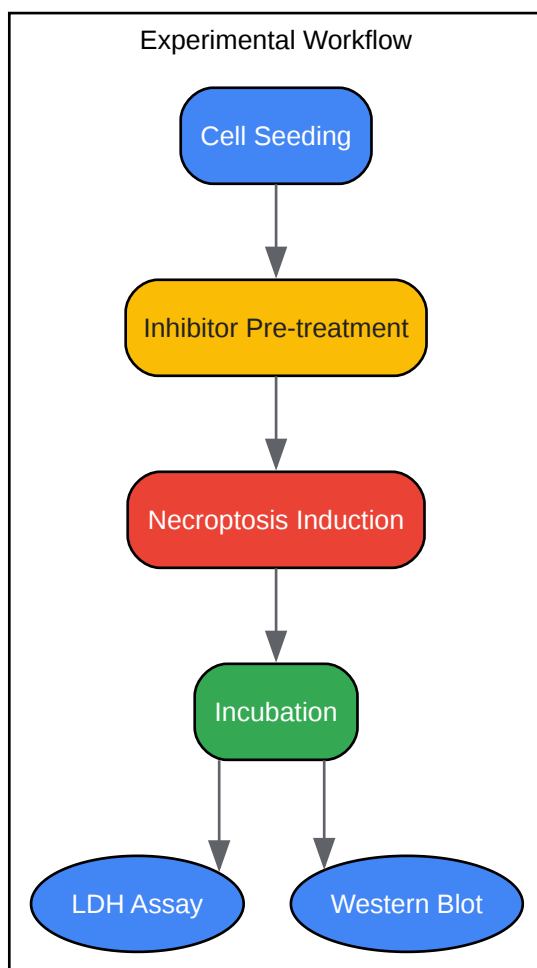 Experimental Workflow
Cell Seeding
Inhibitor Pre-treatment
Necroptosis Induction
Incubation
LDH Assay
Western Blot